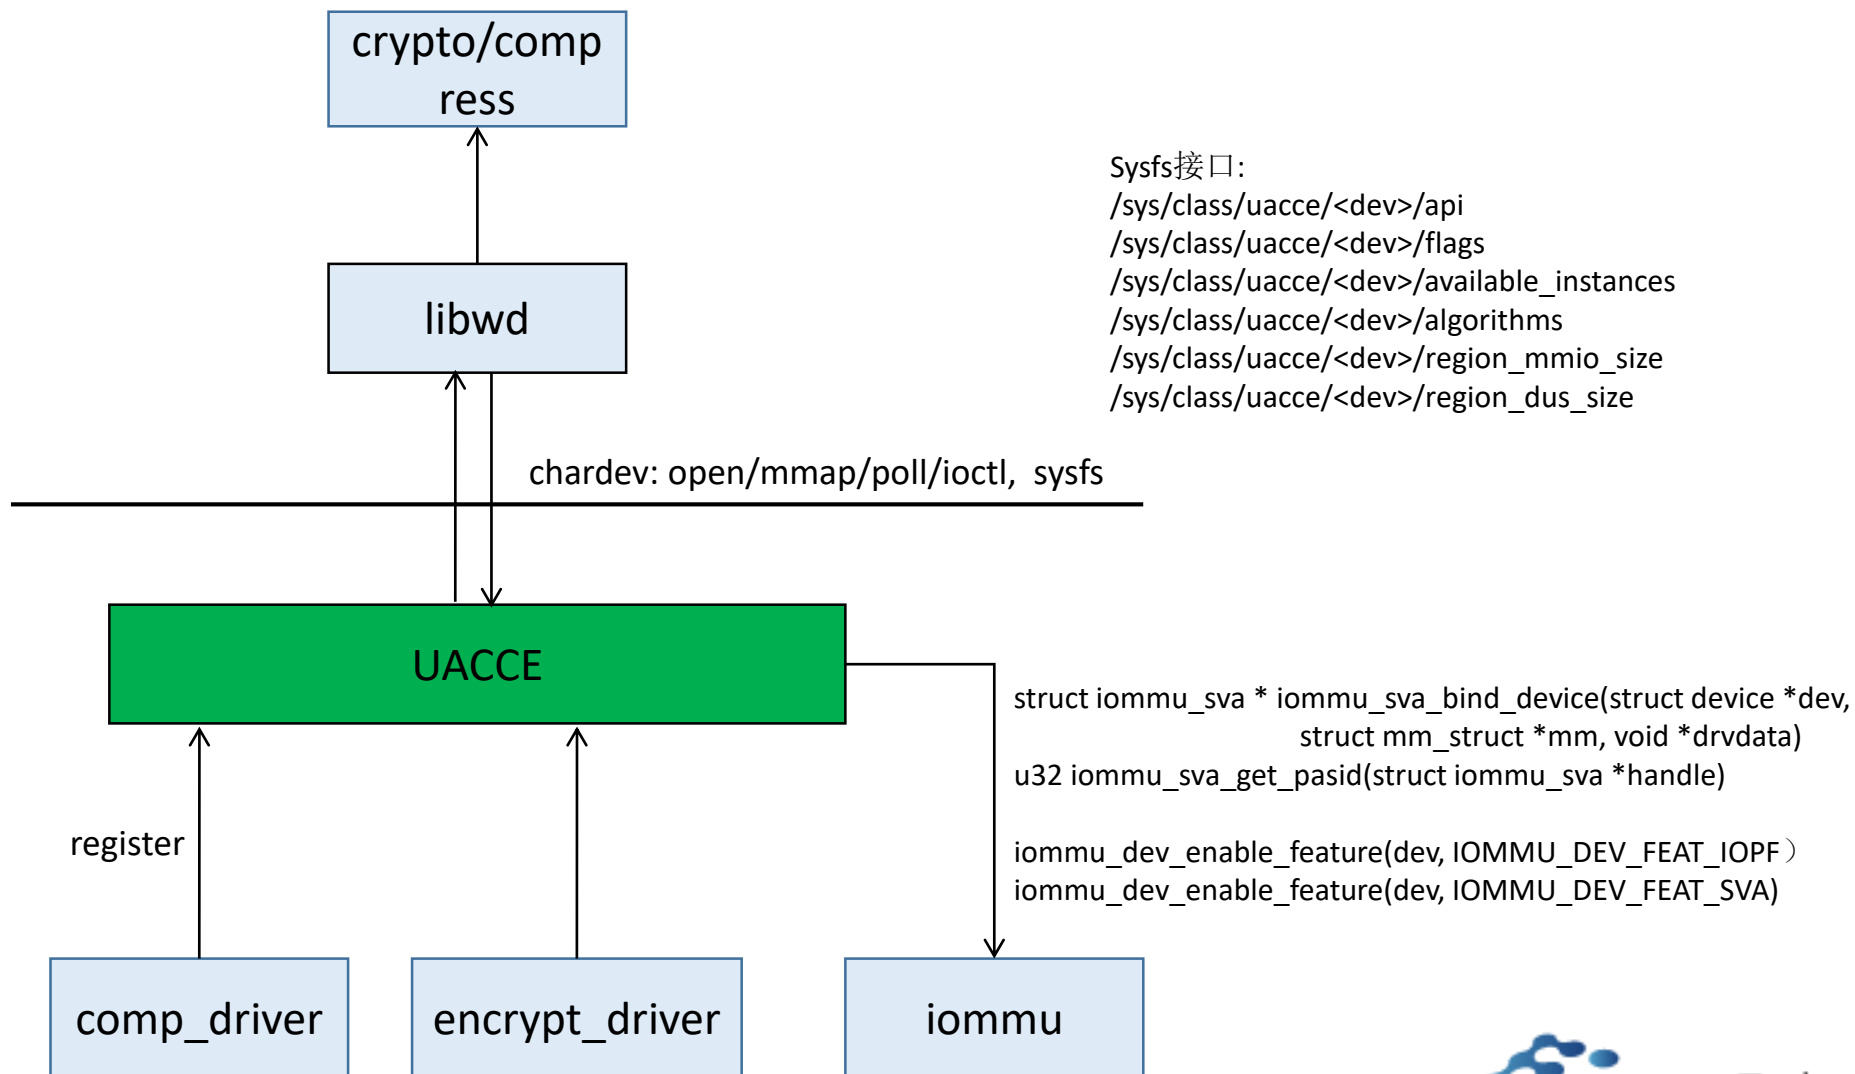 crypto/comp
ress
Sysfs接口:
/sys/class/uacce/<dev>/api
/sys/class/uacce/<dev>/flags
/sys/class/uacce/<dev>/available_instances
/sys/class/uacce/<dev>/algorithms
/sys/class/uacce/<dev>/region_mmio_size
/sys/class/uacce/<dev>/region_dus_size
libwd
chardev: open/mmap/poll/ioctl, sysfs
UACCE
struct iommu_sva * iommu_sva_bind_device(struct device *dev,
struct mm_struct *mm, void *drvdata)
u32 iommu_sva_get_pasid(struct iommu_sva *handle)
iommu_dev_enable_feature(dev, IOMMU_DEV_FEAT_IOPF）
iommu_dev_enable_feature(dev, IOMMU_DEV_FEAT_SVA)
register
comp_driver
encrypt_driver
iommu